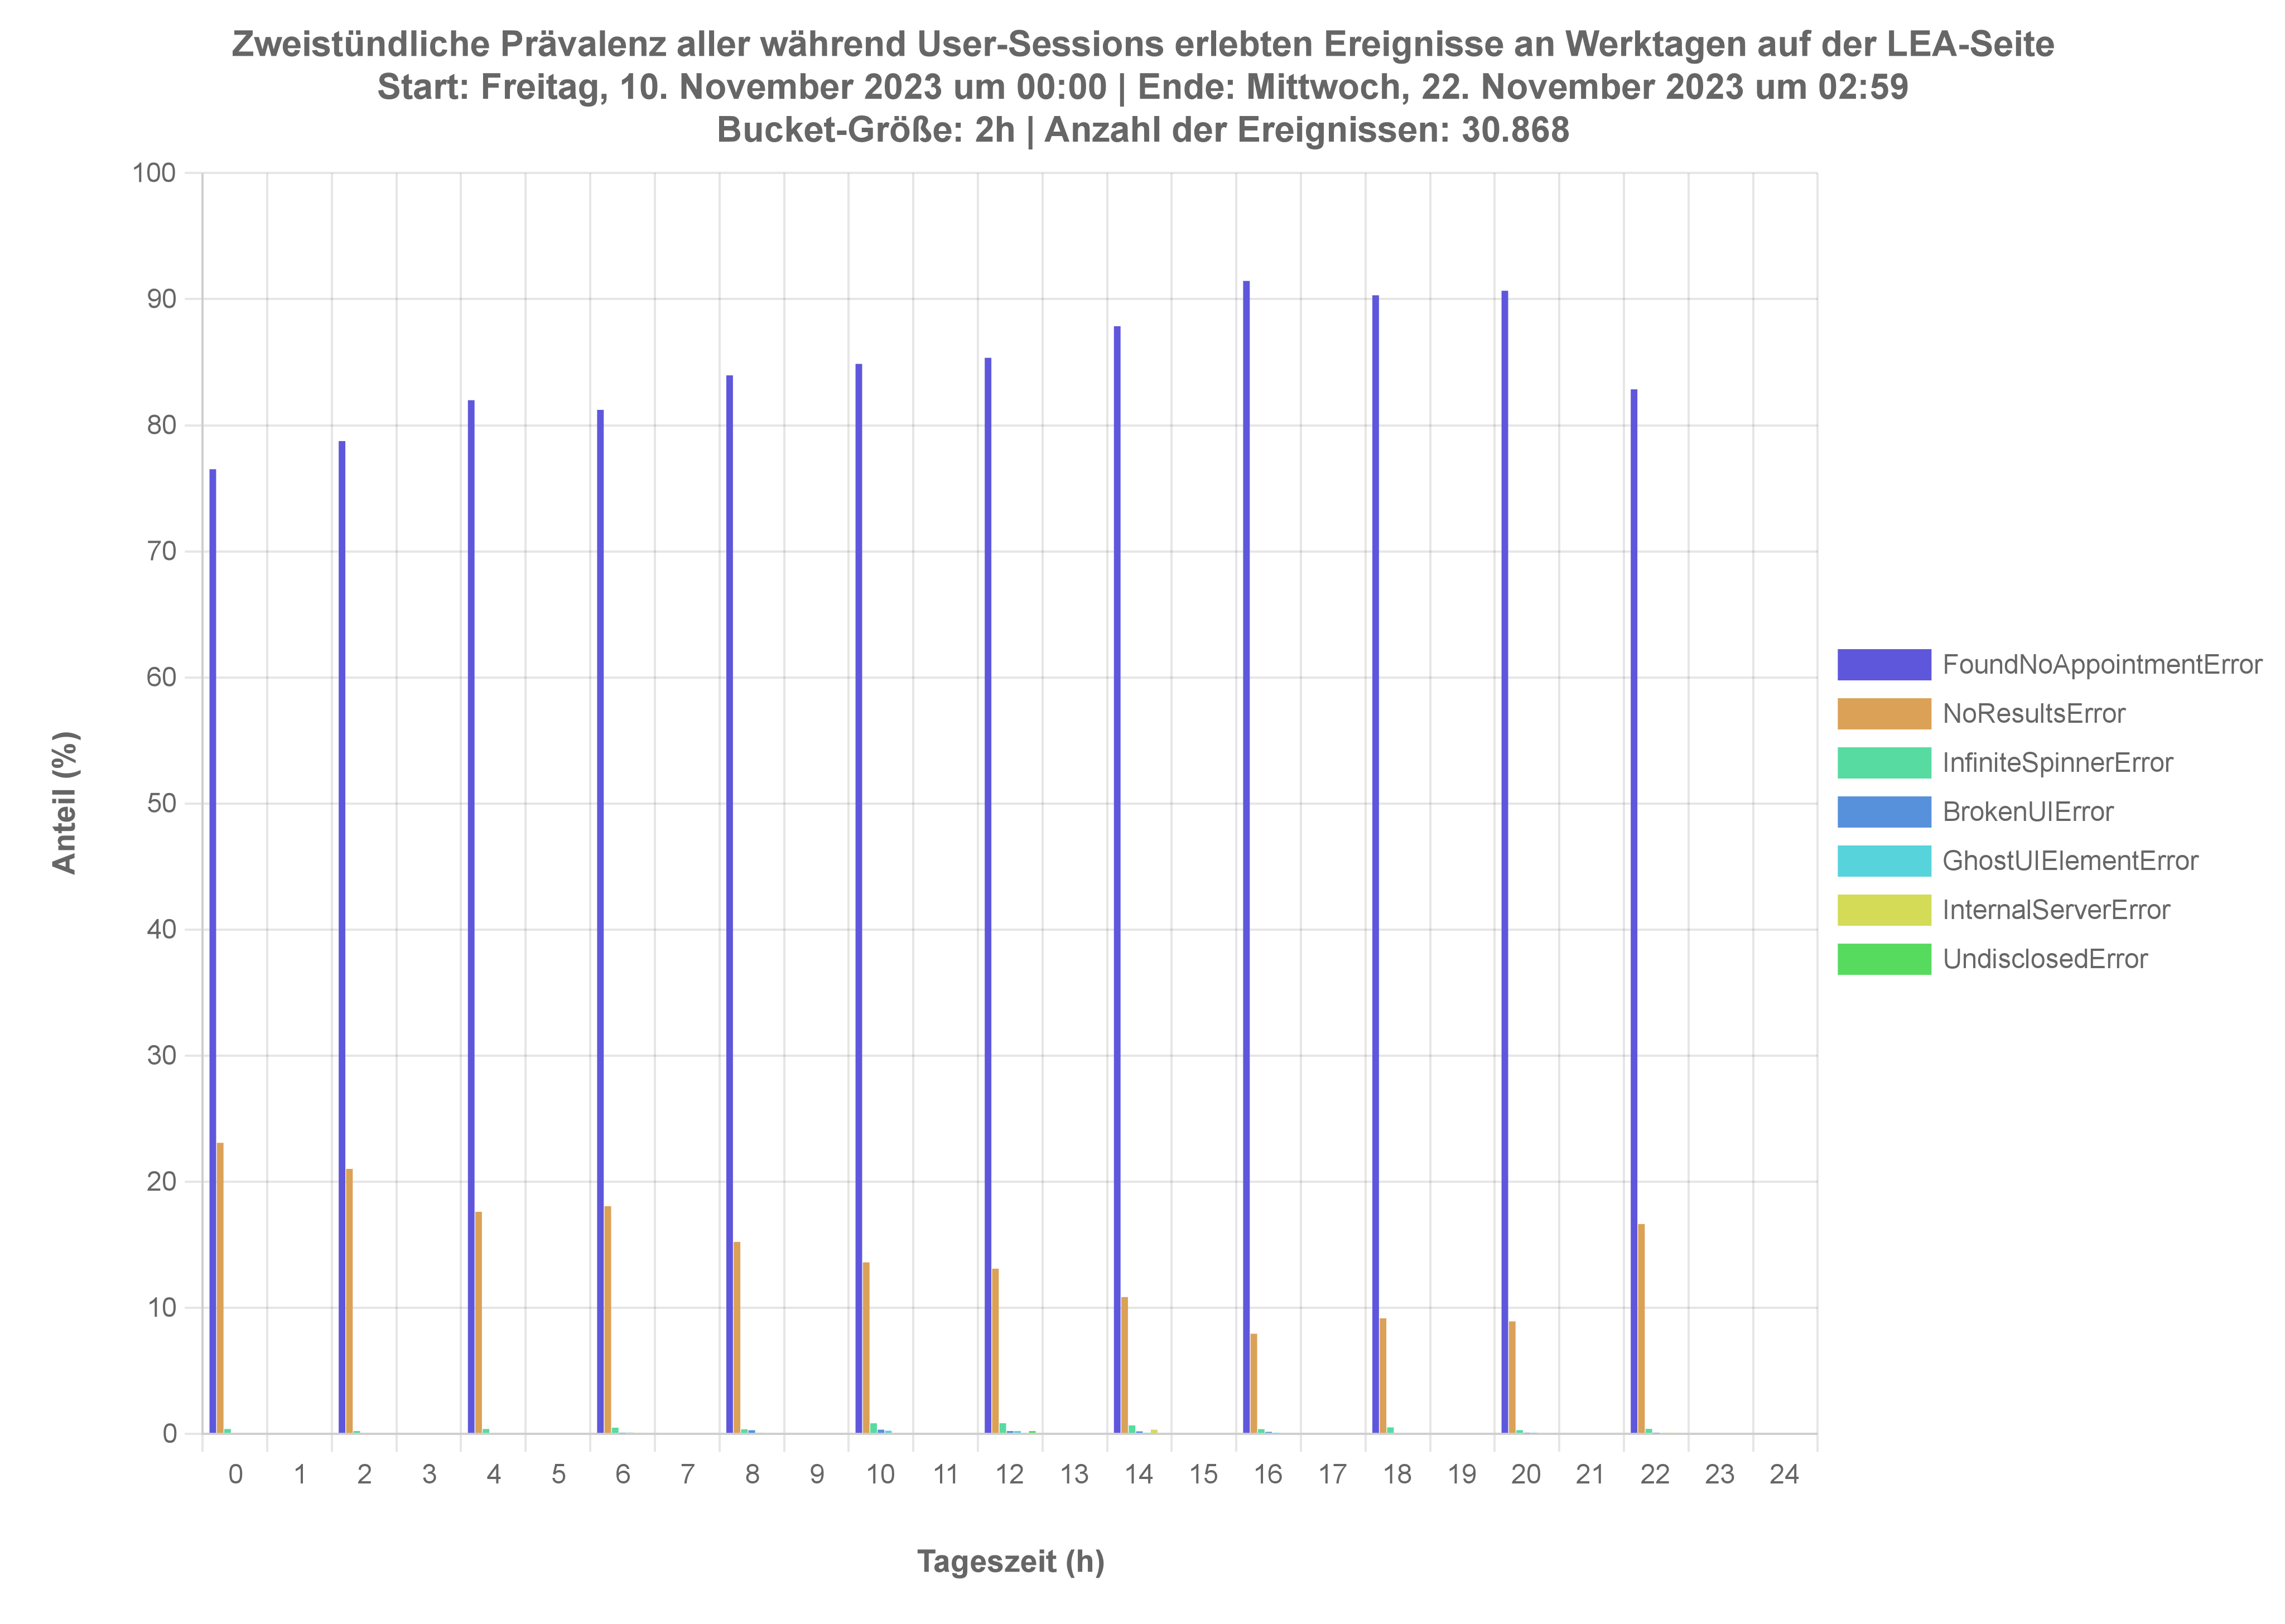 Zweistündliche Prävalenz aller während User-Sessions erlebten Ereignisse an Werktagen auf der LEA-Seite
Start: Freitag, 10. November 2023 um 00:00 | Ende: Mittwoch, 22. November 2023 um 02:59
Bucket-Größe: 2h | Anzahl der Ereignissen: 30.868
100
90
80
70
60
50
40
30
20
10
0
Anteil (%)
0 1 2 3 4 5 6 7 8 9 10 11 12 13 14 15 16 17 18 19 20 21 22 23 24
Tageszeit (h)
FoundNoAppointmentError
NoResultsError
InfiniteSpinnerError
BrokenUIError
GhostUIElementError
InternalServerError
UndisclosedError